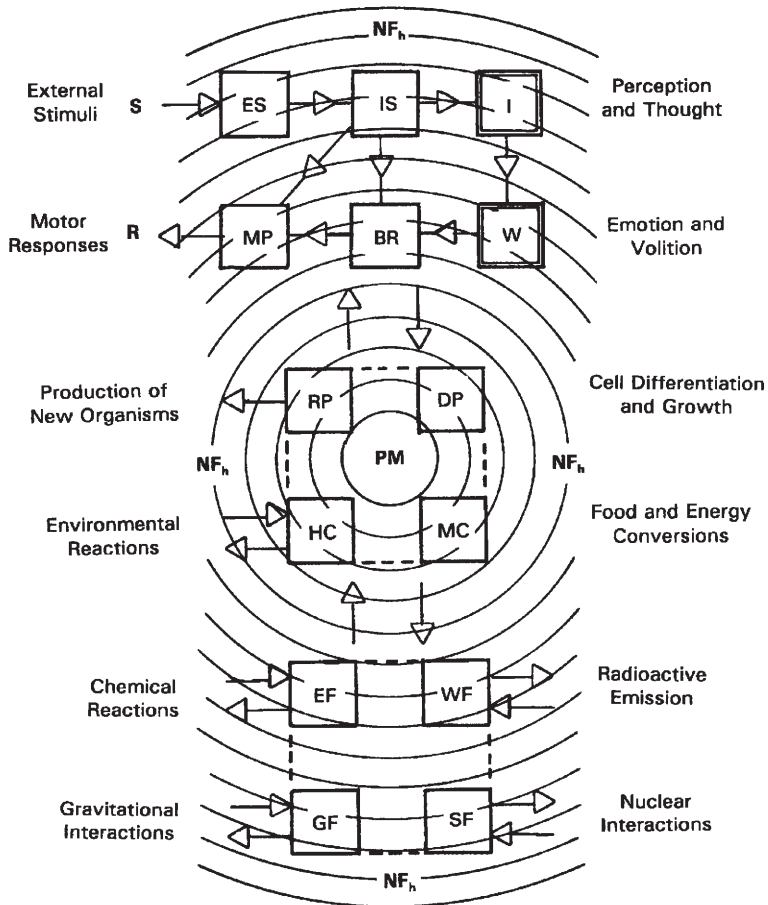 NFₕ
External
Stimuli
S
ES
IS
I
Perception
and Thought
Motor
Responses
R
MP
BR
W
Emotion and
Volition
Production of
New Organisms
RP
DP
Cell Differentiation
and Growth
NFₕ
PM
NFₕ
Environmental
Reactions
HC
MC
Food and Energy
Conversions
Chemical
Reactions
EF
WF
Radioactive
Emission
Gravitational
Interactions
GF
SF
Nuclear
Interactions
NFₕ